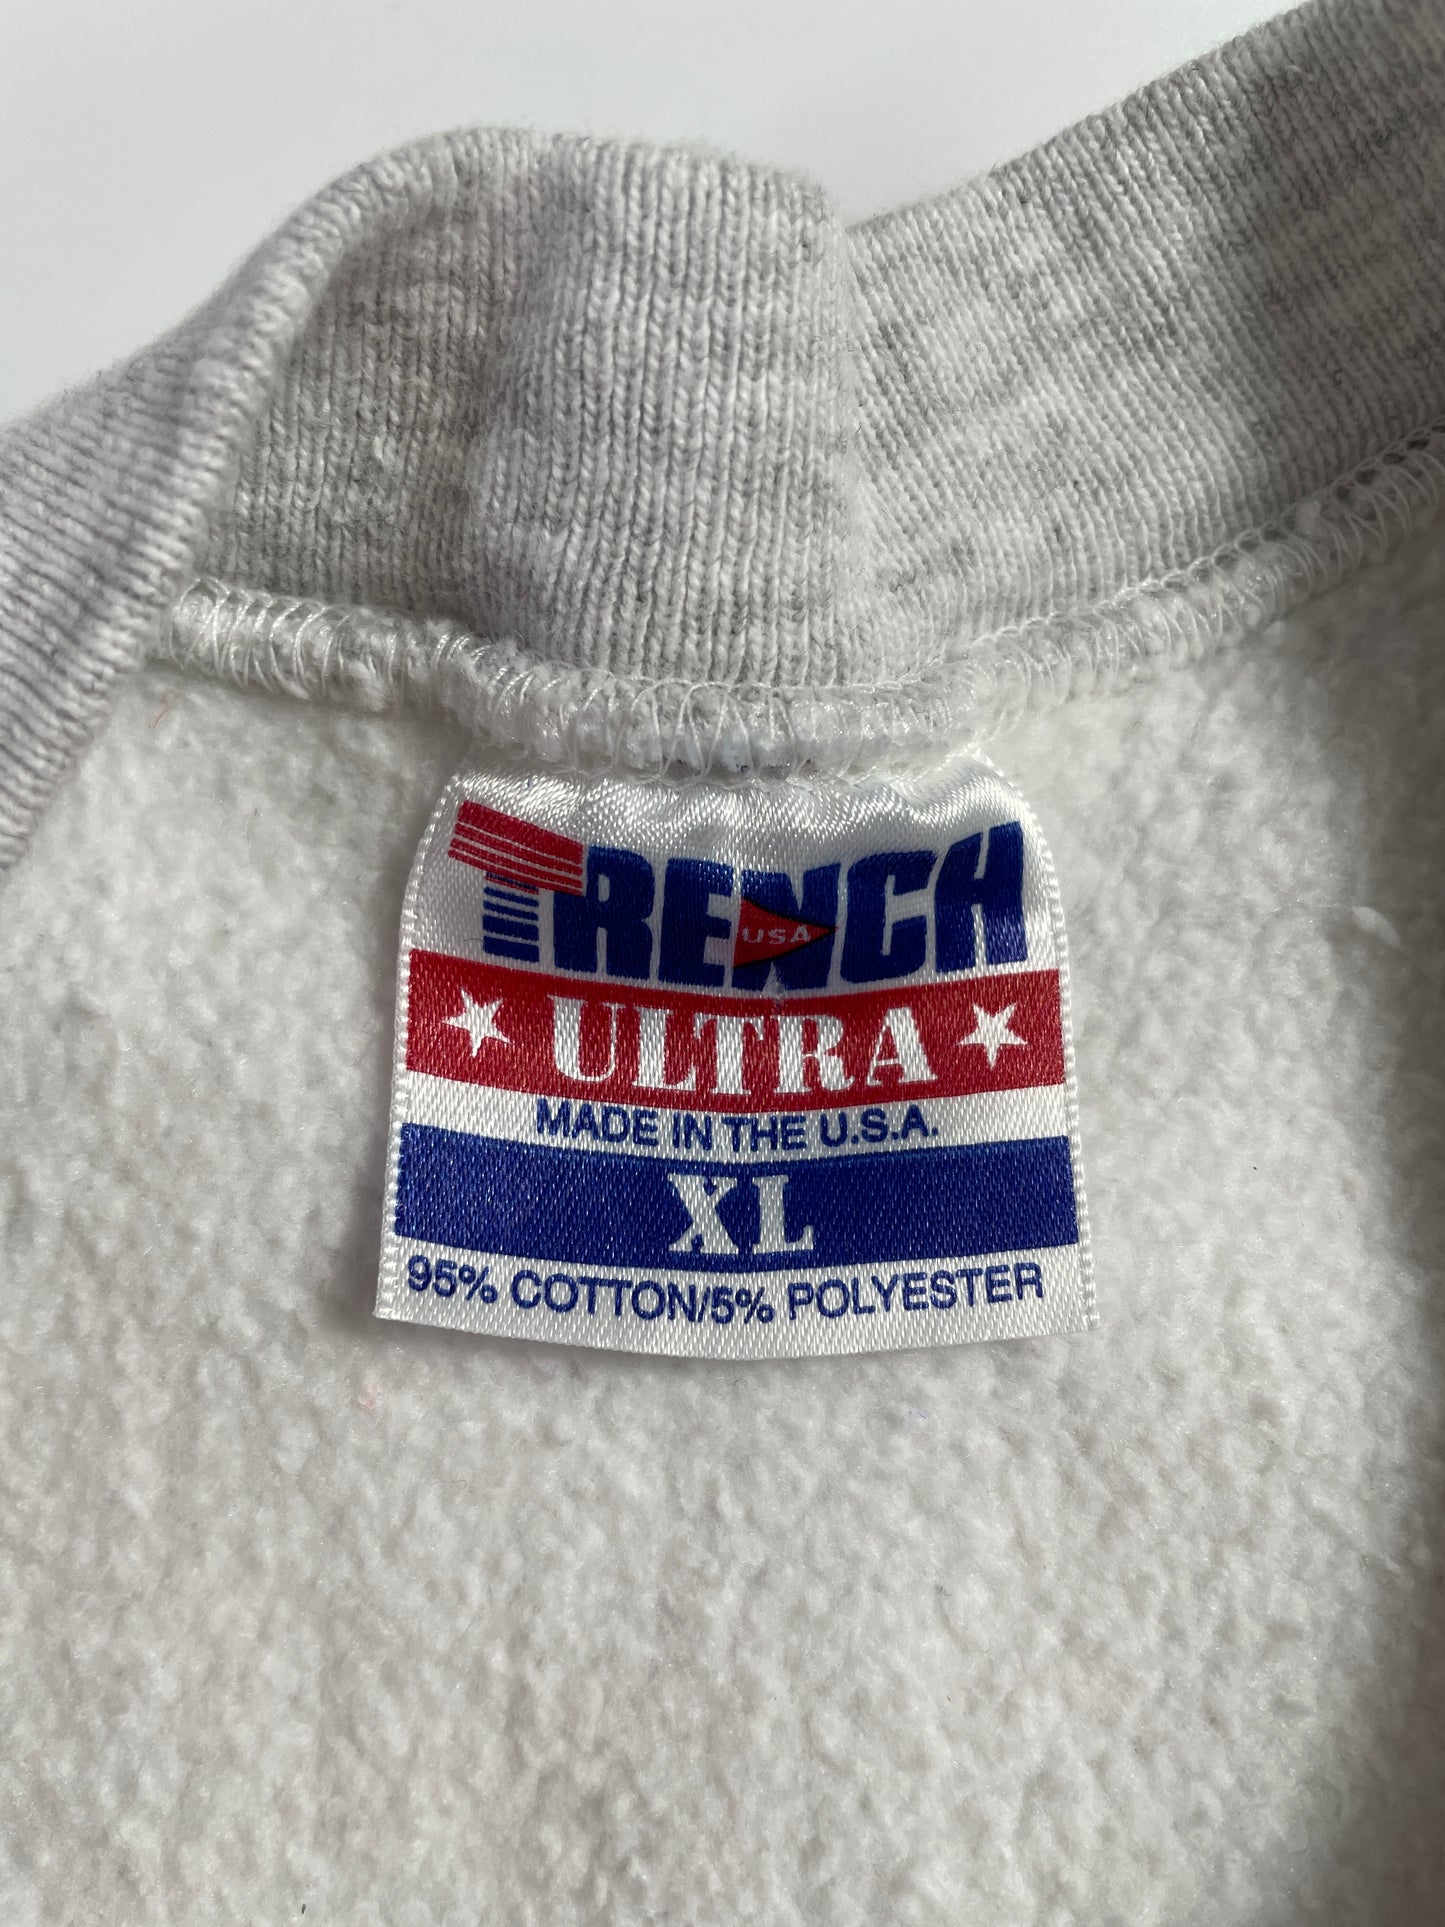 TRENCH
USA
ULTRA
MADE IN THE U.S.A.
XL
95% COTTON/5% POLYESTER